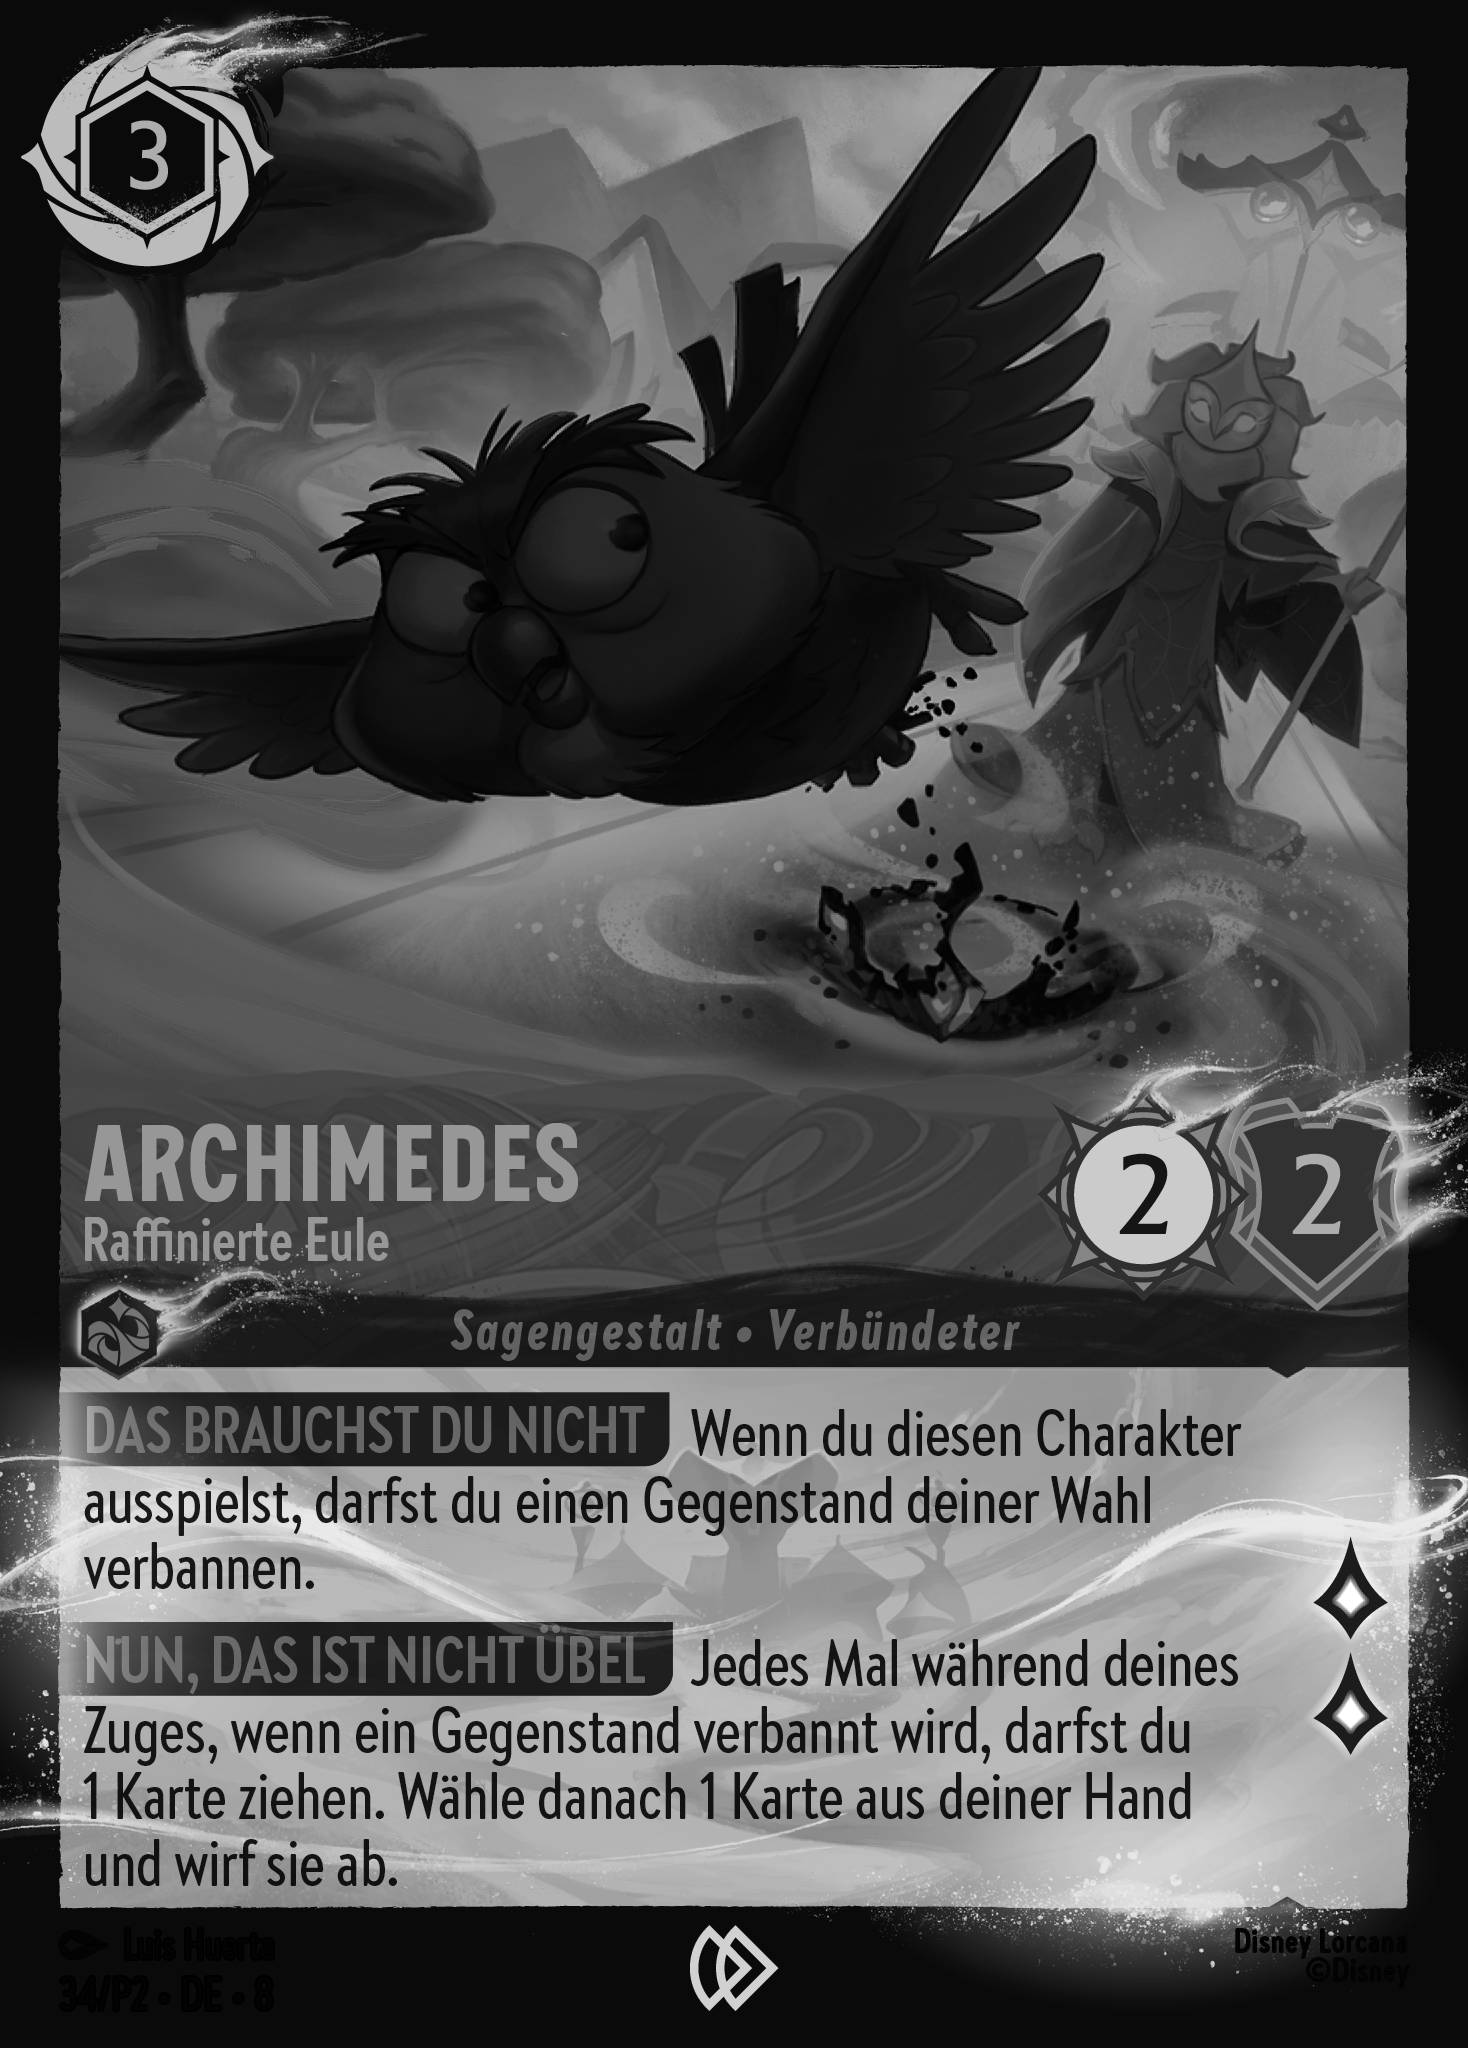 3
ARCHIMEDES
Raffinierte Eule
2 2
Sagengestalt • Verbündeter
DAS BRAUCHST DU NICHT Wenn du diesen Charakter
ausspielst, darfst du einen Gegenstand deiner Wahl
verbannen.
NUN, DAS IST NICHT ÜBEL Jedes Mal während deines
Zuges, wenn ein Gegenstand verbannt wird, darfst du
1 Karte ziehen. Wähle danach 1 Karte aus deiner Hand
und wirf sie ab.
Luis Huerta
34/P2 • DE • 8
Disney Lorcana
©Disney